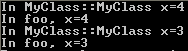 In MyClass::MyClass x=4
In foo, x=4
In MyClass::MyClass x=3
In foo, x=3